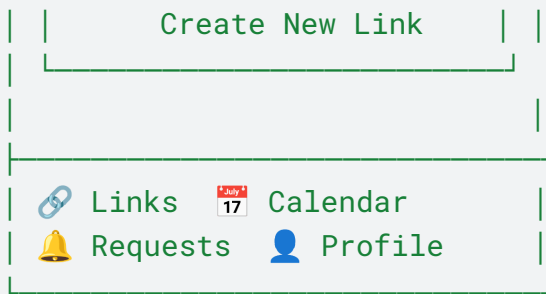 Create New Link
🔗 Links 📅 Calendar
🔔 Requests 👤 Profile